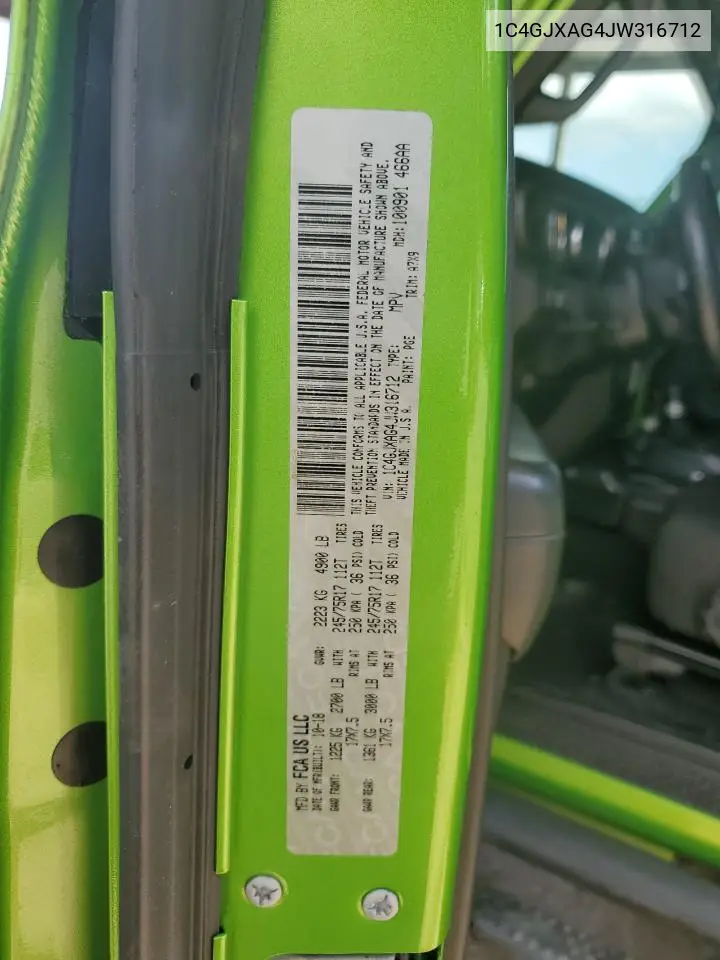 1C4GJXAG4JW316712
MFD BY FCA US LLC
DATE OF MFR(BUILT): 10-18 GVWR: 2223 KG 4900 LB
GAWR FRONT: 1225 KG 2700 LB WITH 245/75R17 112T TIRES
17X7.5 RIMS AT 250 KPA ( 36 PSI) COLD
GAWR REAR: 1361 KG 3000 LB WITH 245/75R17 112T TIRES
17X7.5 RIMS AT 250 KPA ( 36 PSI) COLD
THIS VEHICLE CONFORMS TO ALL APPLICABLE U.S.A. FEDERAL MOTOR VEHICLE SAFETY AND
THEFT PREVENTION STANDARDS IN EFFECT ON THE DATE OF MANUFACTURE SHOWN ABOVE.
VIN: 1C4GJXAG4JW316712 TYPE: MPV MDH: 100901 466AA
VEHICLE MADE IN U.S.A. PAINT: PGE TRIM: A7X9